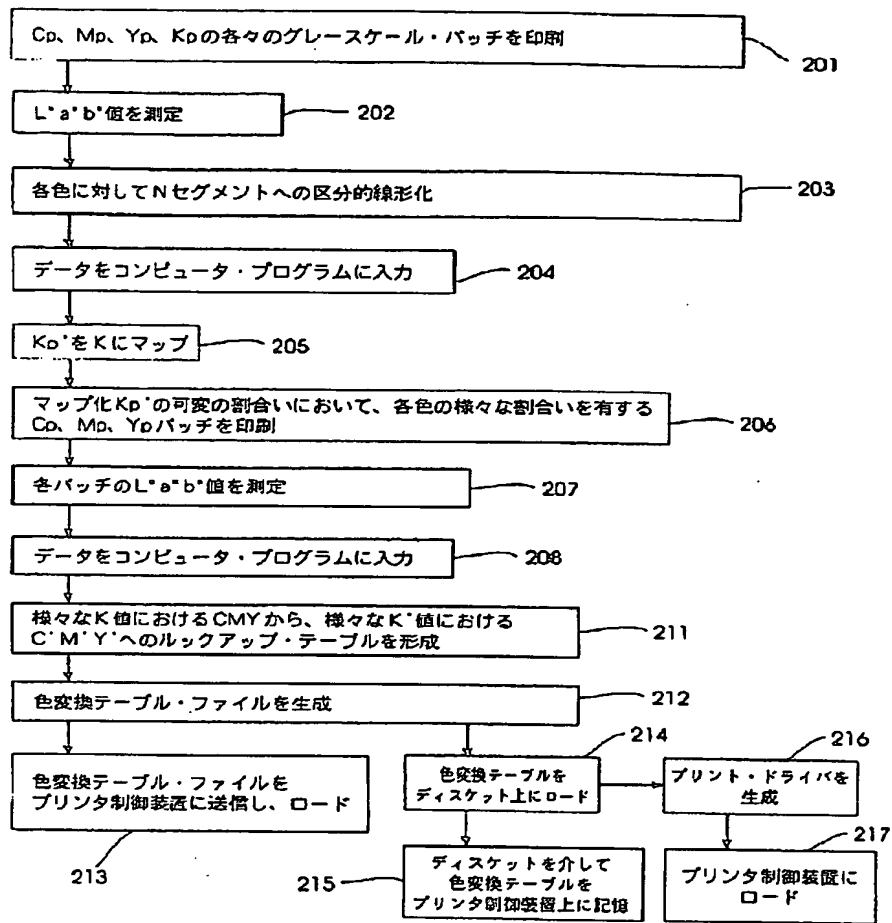 Cp、Mp、Yp、Kpの各々のグレースケール・パッチを印刷
201
L*a*b*値を測定
202
各色に対してNセグメントへの区分的線形化
203
データをコンピュータ・プログラムに入力
204
Kp'をKにマップ
205
マップ化Kp'の可変の割合いにおいて、各色の様々な割合いを有する
Cp、Mp、Ypパッチを印刷
206
各パッチのL*a*b*値を測定
207
データをコンピュータ・プログラムに入力
208
様々なK値におけるCMYから、様々なK'値における
C'M'Y'へのルックアップ・テーブルを形成
211
色変換テーブル・ファイルを生成
212
色変換テーブル・ファイルを
プリンタ制御装置に送信し、ロード
213
色変換テーブルを
ディスケット上にロード
214
ディスケットを介して
色変換テーブルを
プリンタ制御装置上に記憶
215
プリント・ドライバを
生成
216
プリンタ制御装置に
ロード
217